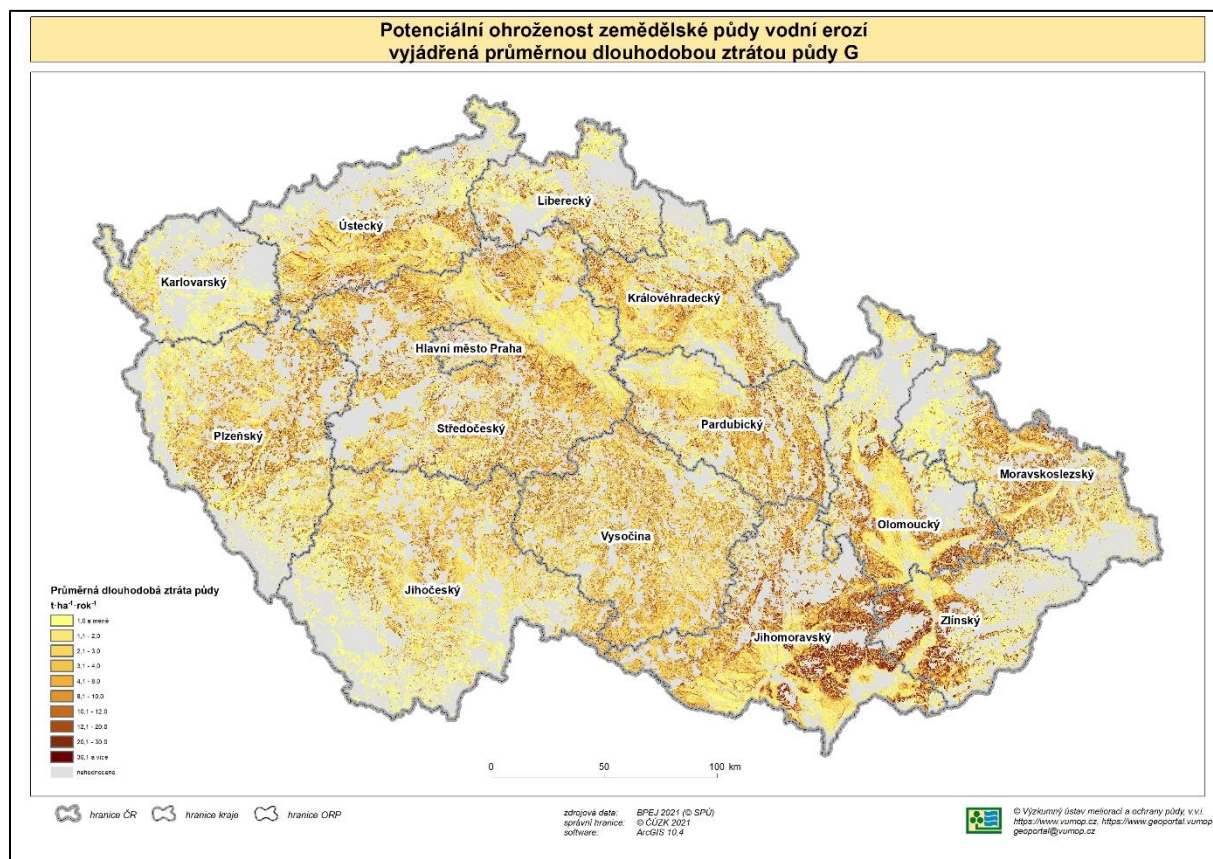 Potenciální ohroženost zemědělské půdy vodní erozí
vyjádřená průměrnou dlouhodobou ztrátou půdy G
Liberecký
Ústecký
Karlovarský
Královéhradecký
Hlavní město Praha
Plzeňský
Středočeský
Pardubický
Moravskoslezský
Olomoucký
Vysočina
Jihočeský
Zlínský
Jihomoravský
Průměrná dlouhodobá ztráta půdy
t·ha⁻¹·rok⁻¹
1,0 a méně
1,1 - 2.0
2,1 - 3.0
3,1 - 4.0
4,1 - 8.0
8,1 - 10.0
10,1 - 12.0
12,1 - 20.0
20,1 - 30.0
30,1 a více
nehodnoceno
0 50 100 km
hranice ČR hranice kraje hranice ORP
zdrojová data: BPEJ 2021 (© SPÚ)
správní hranice: © ČÚZK 2021
software: ArcGIS 10.4
© Výzkumný ústav meliorací a ochrany půdy, v.v.i.
https://www.vumop.cz, https://www.geoportal.vumop
geoportal@vumop.cz